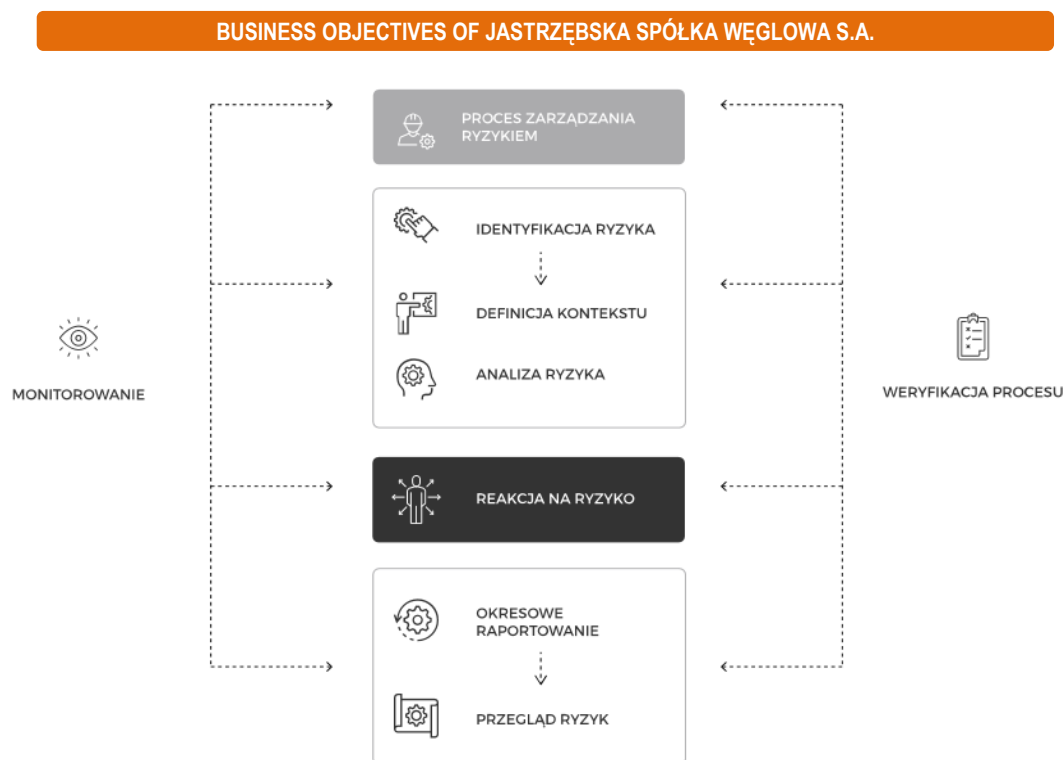 BUSINESS OBJECTIVES OF JASTRZĘBSKA SPÓŁKA WĘGLOWA S.A.
PROCES ZARZĄDZANIA
RYZYKIEM
IDENTYFIKACJA RYZYKA
DEFINICJA KONTEKSTU
ANALIZA RYZYKA
MONITOROWANIE
WERYFIKACJA PROCESU
REAKCJA NA RYZYKO
OKRESOWE
RAPORTOWANIE
PRZEGLĄD RYZYK